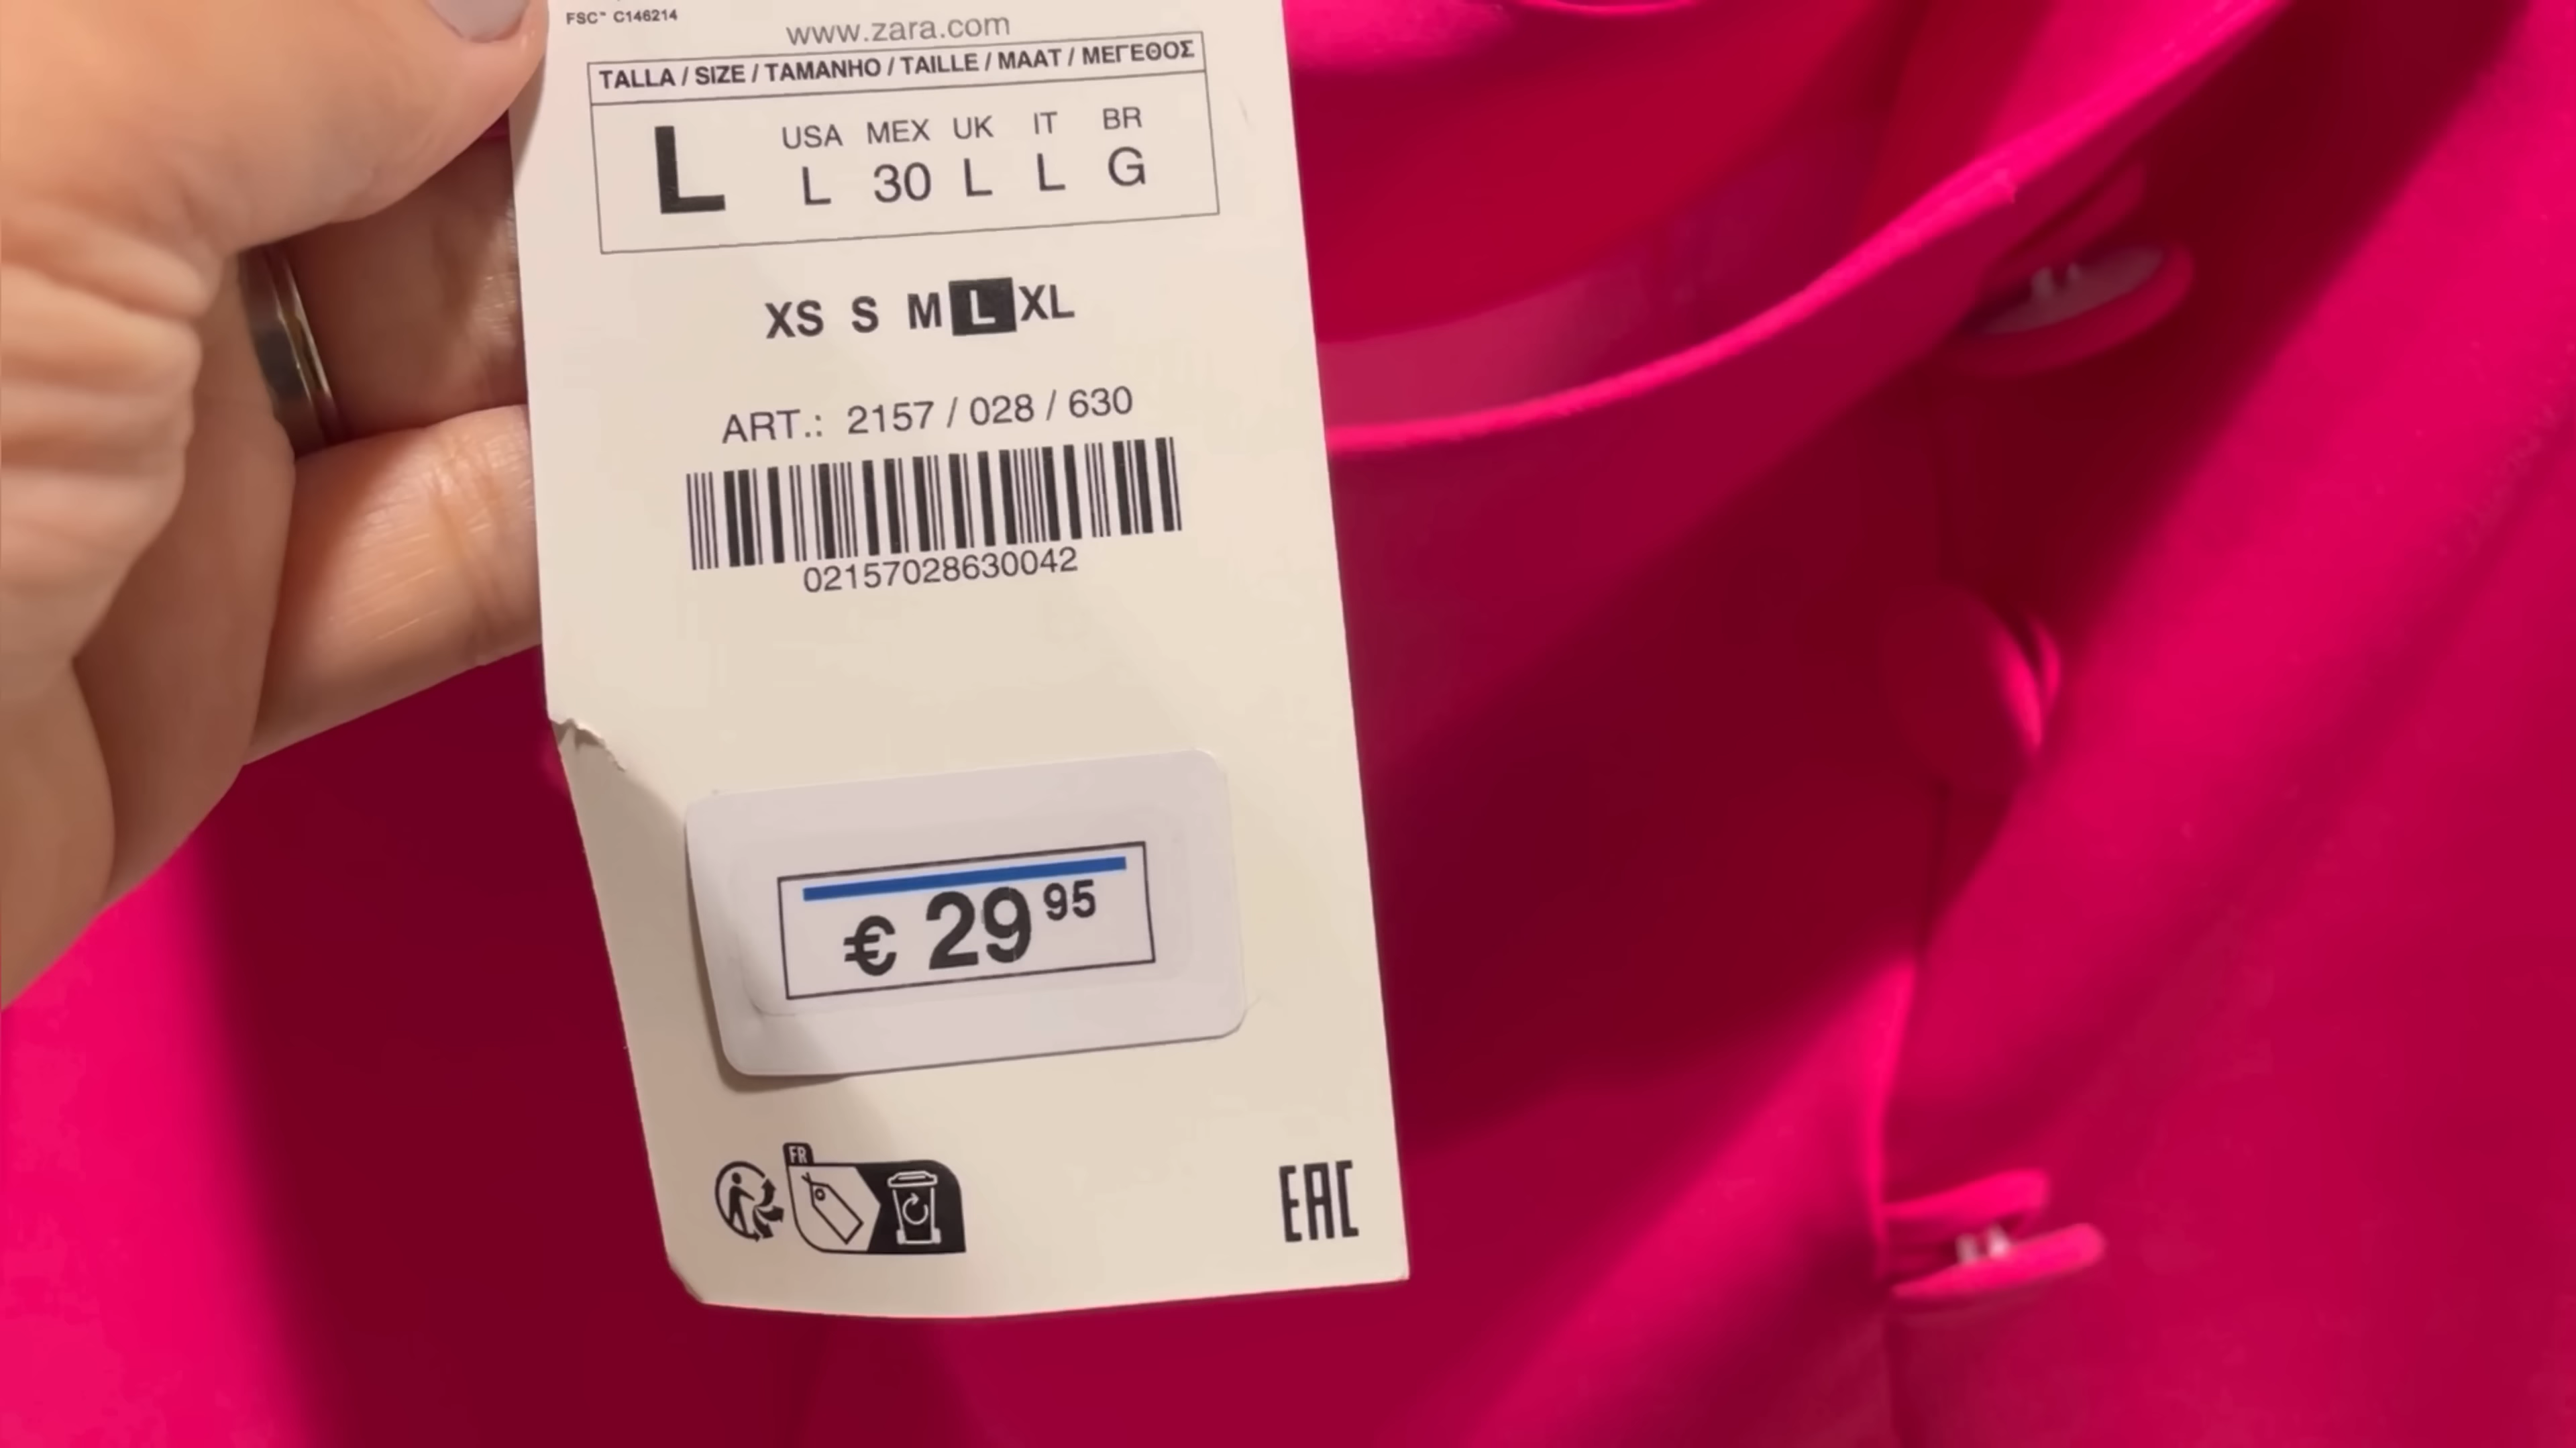 FSC™ C146214
www.zara.com
TALLA / SIZE / TAMANHO / TAILLE / MAAT / ΜΕΓΕΘΟΣ
USA MEX UK IT BR
L L 30 L L G
XS S M L XL
ART.: 2157 / 028 / 630
02157028630042
€ 29 95
FR
EAC